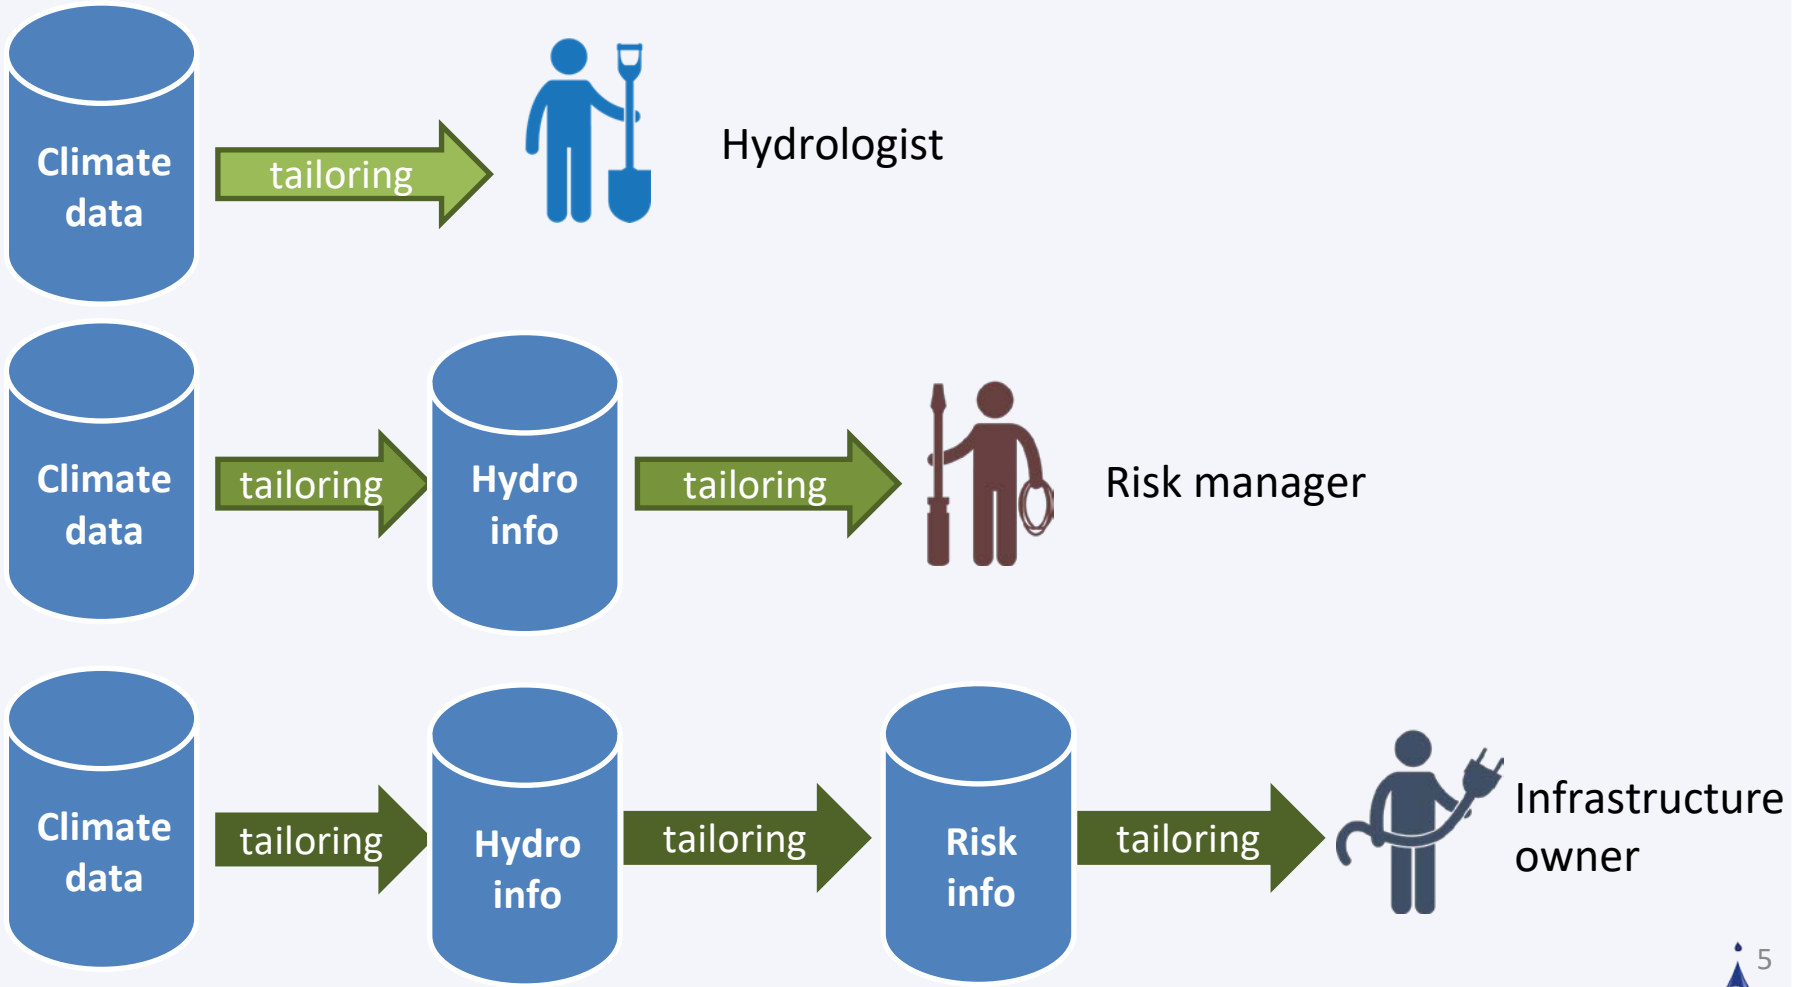 Climate
data
tailoring
Hydrologist
Climate
data
tailoring
Hydro
info
tailoring
Risk manager
Climate
data
tailoring
Hydro
info
tailoring
Risk
info
tailoring
Infrastructure
owner
5